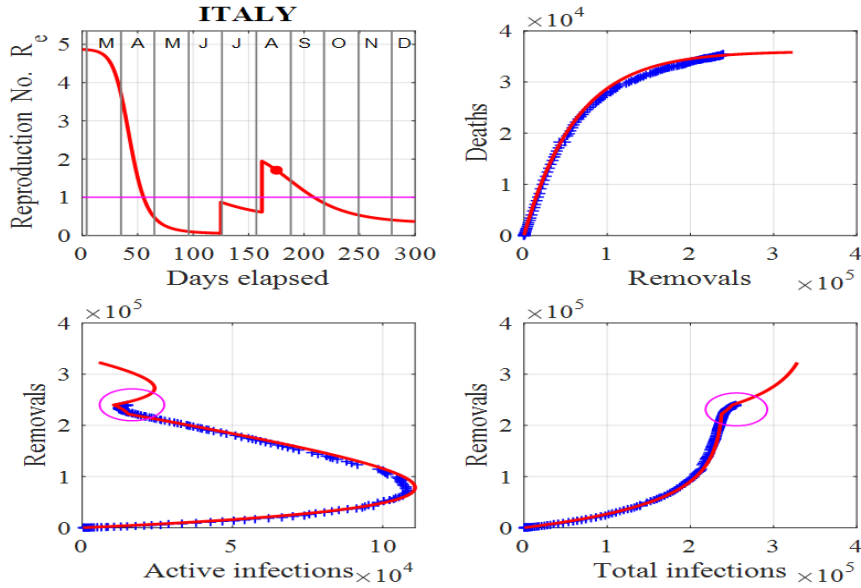 ITALY
Reproduction No. R_e
5
4
3
2
1
0
M A M J J A S O N D
0 50 100 150 200 250 300
Days elapsed
×10^4
Deaths
4
3
2
1
0
0 1 2 3 4
Removals ×10^5
×10^5
Removals
4
3
2
1
0
0 5 10
Active infections ×10^4
×10^5
Removals
4
3
2
1
0
0 1 2 3 4
Total infections ×10^5